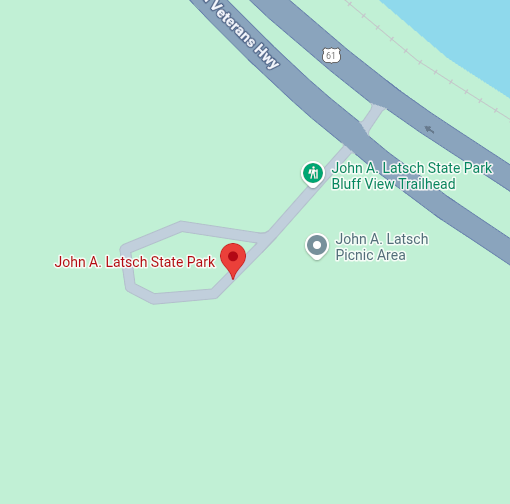 Veterans Hwy
61
John A. Latsch State Park
Bluff View Trailhead
John A. Latsch
Picnic Area
John A. Latsch State Park